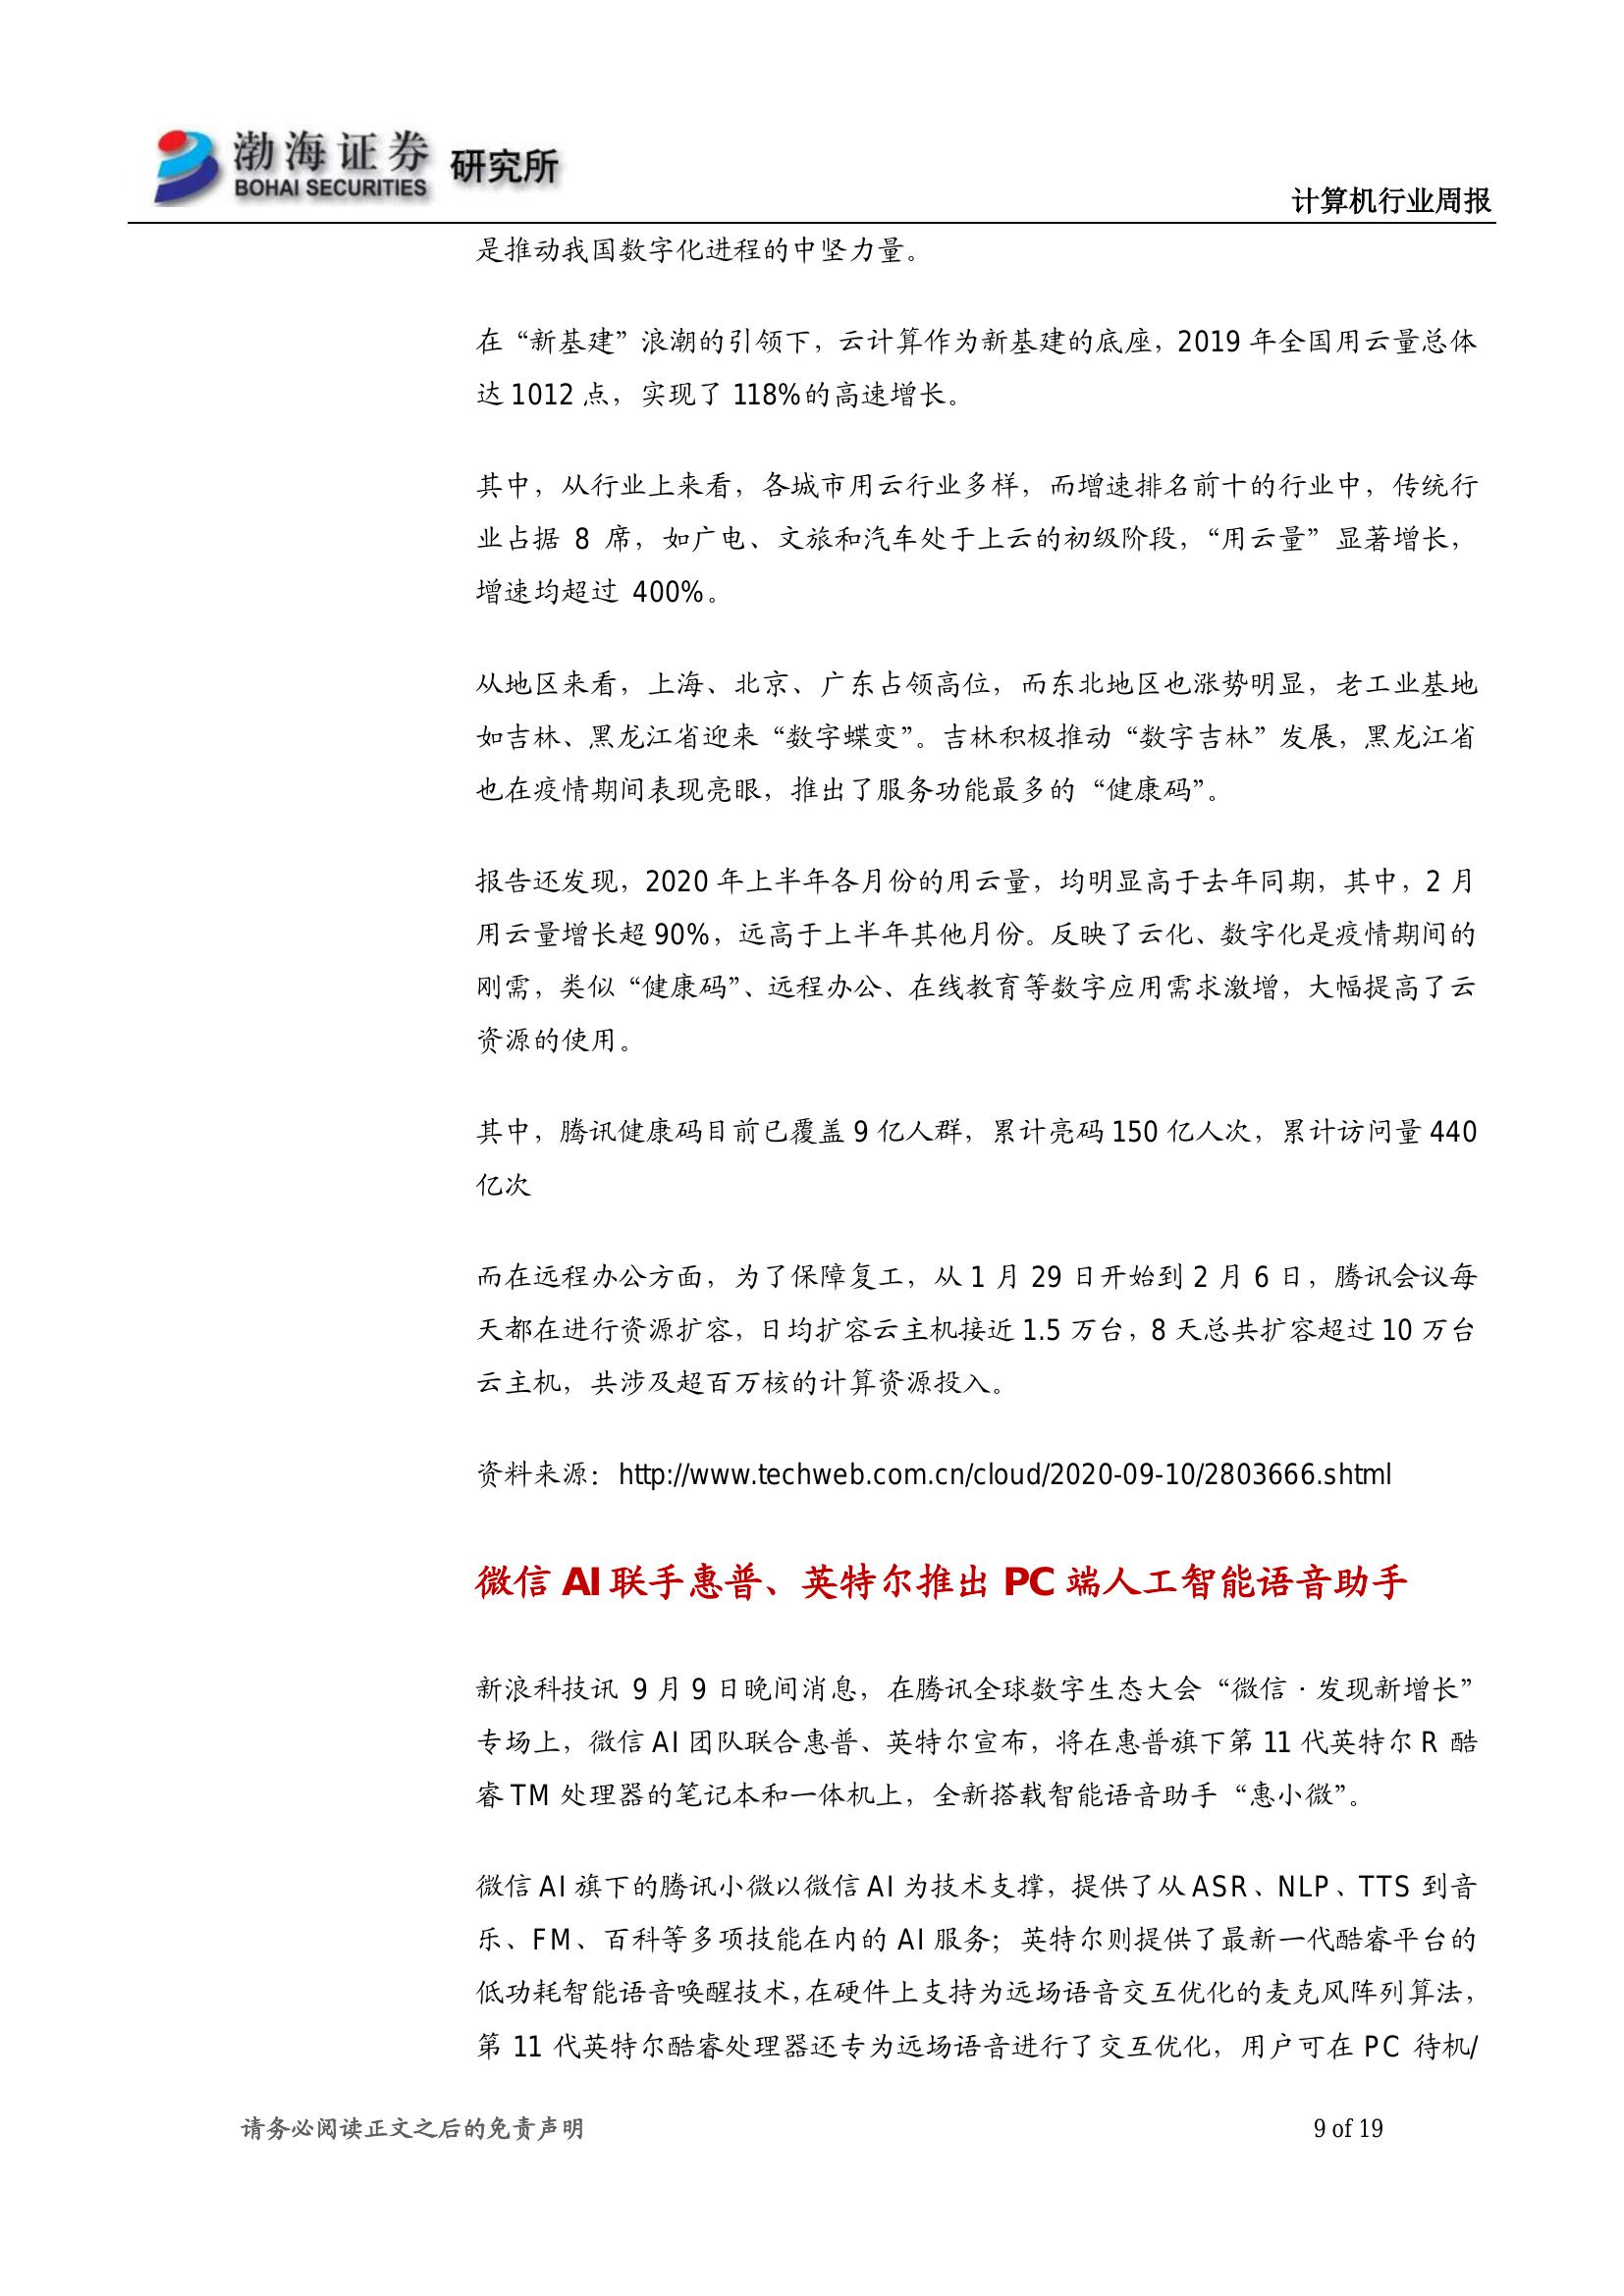 渤海证券 研究所
BOHAI SECURITIES
计算机行业周报
是推动我国数字化进程的中坚力量。
在“新基建”浪潮的引领下，云计算作为新基建的底座，2019 年全国用云量总体
达 1012 点，实现了 118%的高速增长。
其中，从行业上来看，各城市用云行业多样，而增速排名前十的行业中，传统行
业占据 8 席，如广电、文旅和汽车处于上云的初级阶段，“用云量”显著增长，
增速均超过 400%。
从地区来看，上海、北京、广东占领高位，而东北地区也涨势明显，老工业基地
如吉林、黑龙江省迎来“数字蝶变”。吉林积极推动“数字吉林”发展，黑龙江省
也在疫情期间表现亮眼，推出了服务功能最多的“健康码”。
报告还发现，2020 年上半年各月份的用云量，均明显高于去年同期，其中，2 月
用云量增长超 90%，远高于上半年其他月份。反映了云化、数字化是疫情期间的
刚需，类似“健康码”、远程办公、在线教育等数字应用需求激增，大幅提高了云
资源的使用。
其中，腾讯健康码目前已覆盖 9 亿人群，累计亮码 150 亿人次，累计访问量 440
亿次
而在远程办公方面，为了保障复工，从 1 月 29 日开始到 2 月 6 日，腾讯会议每
天都在进行资源扩容，日均扩容云主机接近 1.5 万台，8 天总共扩容超过 10 万台
云主机，共涉及超百万核的计算资源投入。
资料来源：http://www.techweb.com.cn/cloud/2020-09-10/2803666.shtml
微信 AI 联手惠普、英特尔推出 PC 端人工智能语音助手
新浪科技讯 9 月 9 日晚间消息，在腾讯全球数字生态大会“微信 · 发现新增长”
专场上，微信 AI 团队联合惠普、英特尔宣布，将在惠普旗下第 11 代英特尔 R 酷
睿 TM 处理器的笔记本和一体机上，全新搭载智能语音助手“惠小微”。
微信 AI 旗下的腾讯小微以微信 AI 为技术支撑，提供了从 ASR、NLP、TTS 到音
乐、FM、百科等多项技能在内的 AI 服务；英特尔则提供了最新一代酷睿平台的
低功耗智能语音唤醒技术，在硬件上支持为远场语音交互优化的麦克风阵列算法，
第 11 代英特尔酷睿处理器还专为远场语音进行了交互优化，用户可在 PC 待机/
请务必阅读正文之后的免责声明
9 of 19